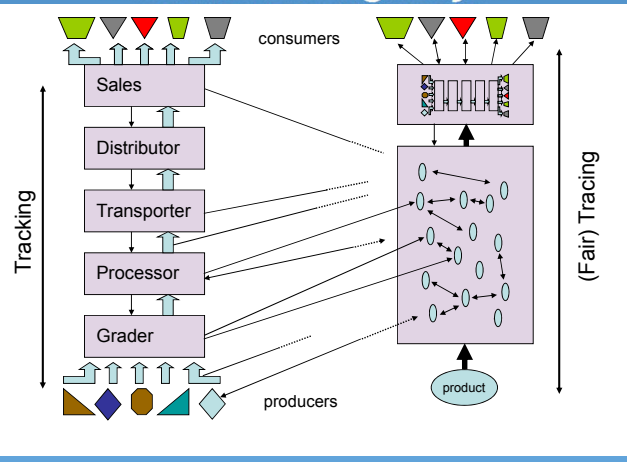 consumers
Sales
Distributor
Transporter
Processor
Grader
producers
Tracking
(Fair) Tracing
product